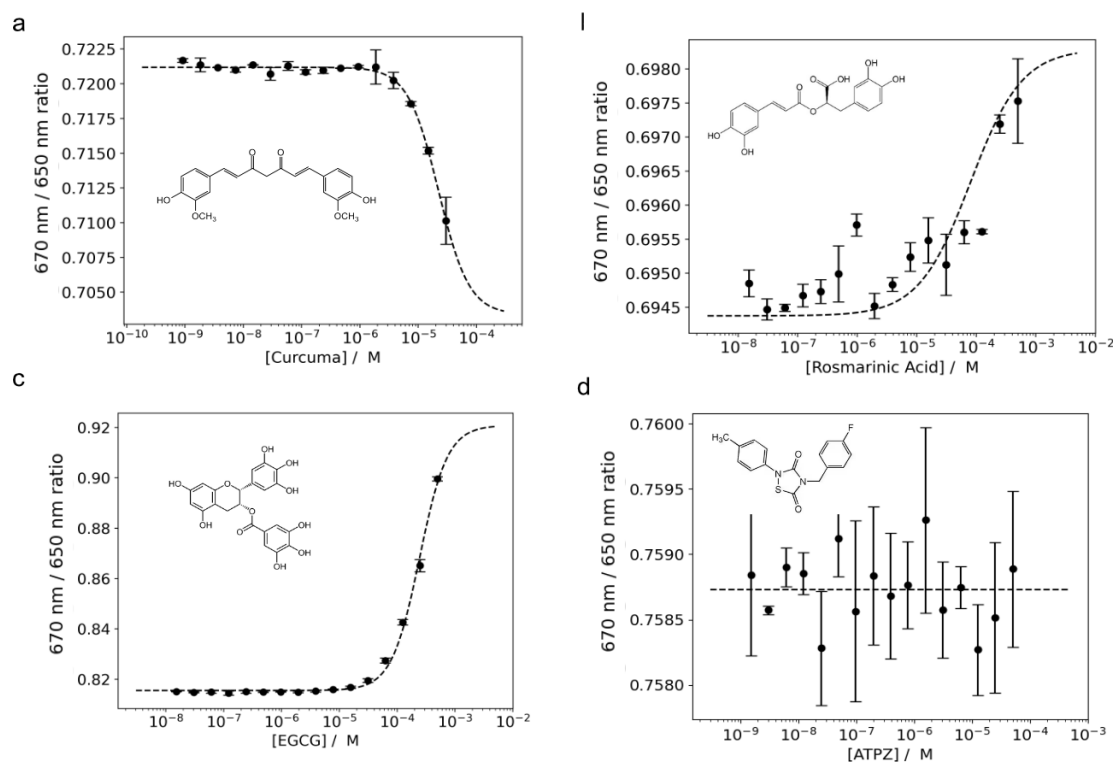 a
0.7225
0.7200
0.7175
0.7150
0.7125
0.7100
0.7075
0.7050
670 nm / 650 nm ratio
O O
HO
OCH₃
OH
OCH₃
10⁻¹⁰ 10⁻⁹ 10⁻⁸ 10⁻⁷ 10⁻⁶ 10⁻⁵ 10⁻⁴
[Curcuma] / M
l
0.6980
0.6975
0.6970
0.6965
0.6960
0.6955
0.6950
0.6945
670 nm / 650 nm ratio
OH
O OH
OH
O
O
HO
OH
10⁻⁸ 10⁻⁷ 10⁻⁶ 10⁻⁵ 10⁻⁴ 10⁻³ 10⁻²
[Rosmarinic Acid] / M
c
0.92
0.90
0.88
0.86
0.84
0.82
670 nm / 650 nm ratio
OH
OH
HO
O
OH
OH
O
O
OH
OH
OH
10⁻⁸ 10⁻⁷ 10⁻⁶ 10⁻⁵ 10⁻⁴ 10⁻³ 10⁻²
[EGCG] / M
d
0.7600
0.7595
0.7590
0.7585
0.7580
670 nm / 650 nm ratio
H₃C
F
O
N
N
S
O
10⁻⁹ 10⁻⁸ 10⁻⁷ 10⁻⁶ 10⁻⁵ 10⁻⁴ 10⁻³
[ATPZ] / M